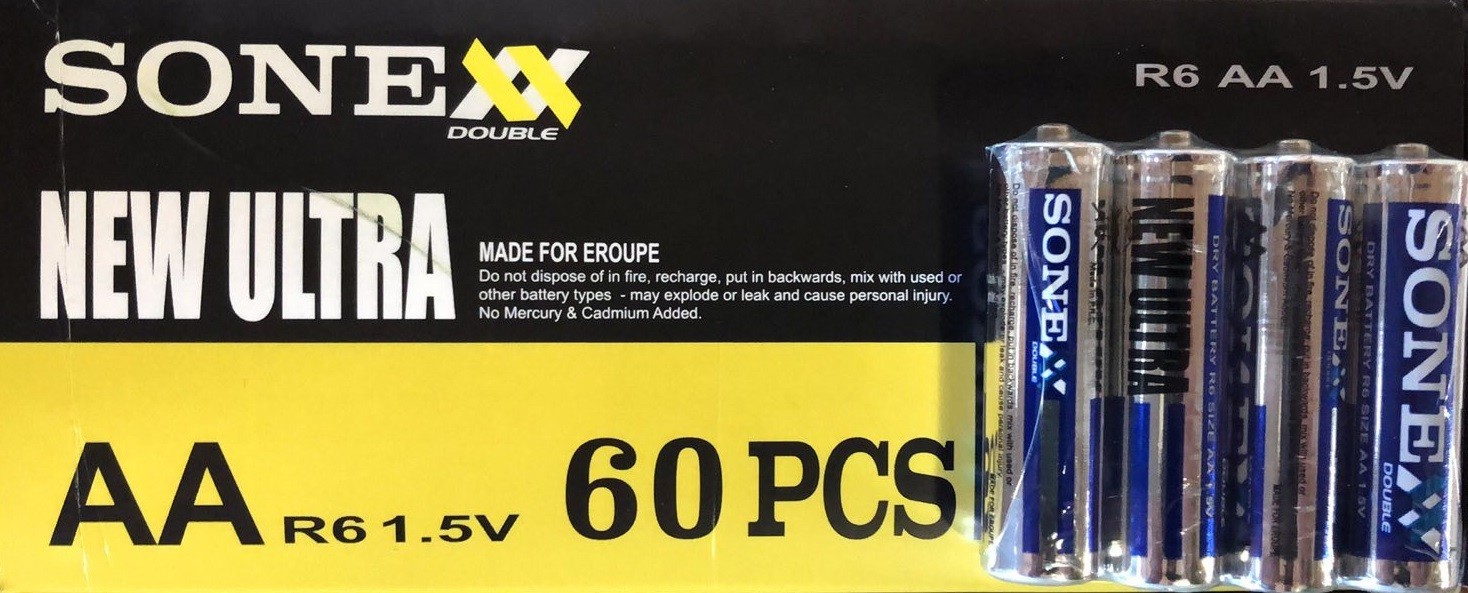 SONEXX
DOUBLE
R6 AA 1.5V
NEW ULTRA
MADE FOR EROUPE
Do not dispose of in fire, recharge, put in backwards, mix with used or
other battery types - may explode or leak and cause personal injury.
No Mercury & Cadmium Added.
AA R6 1.5V
60 PCS
SONEXX
DOUBLE
NEW ULTRA
DRY BATTERY R6 SIZE AA 1.5V
SONEXX
DRY BATTERY R6 SIZE AA 1.5V
SONEXX
DOUBLE